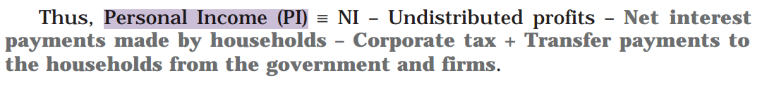 Thus, Personal Income (PI) ≡ NI – Undistributed profits – Net interest
payments made by households – Corporate tax + Transfer payments to
the households from the government and firms.